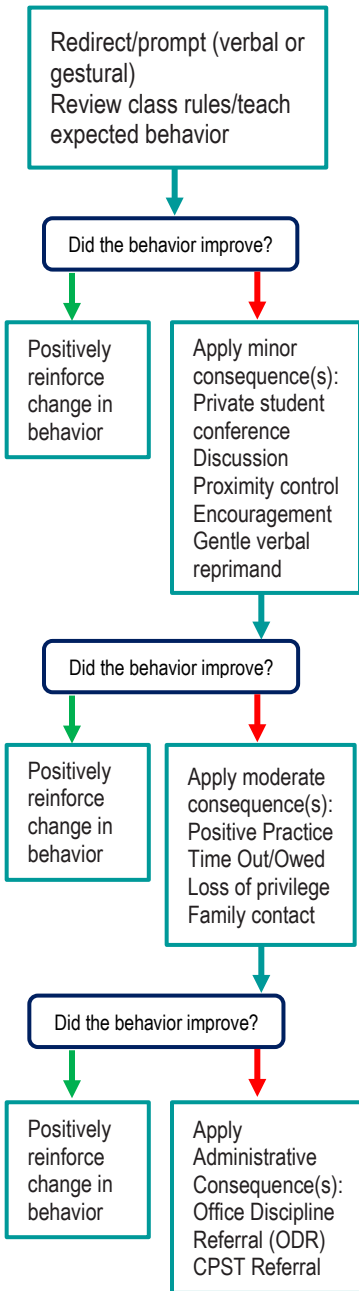 Redirect/prompt (verbal or
gestural)
Review class rules/teach
expected behavior
Did the behavior improve?
Positively
reinforce
change in
behavior
Apply minor
consequence(s):
Private student
conference
Discussion
Proximity control
Encouragement
Gentle verbal
reprimand
Did the behavior improve?
Positively
reinforce
change in
behavior
Apply moderate
consequence(s):
Positive Practice
Time Out/Owed
Loss of privilege
Family contact
Did the behavior improve?
Positively
reinforce
change in
behavior
Apply
Administrative
Consequence(s):
Office Discipline
Referral (ODR)
CPST Referral